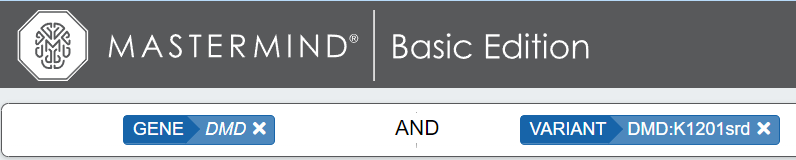 MASTERMIND® Basic Edition
GENE DMD × AND VARIANT DMD:K1201srd ×